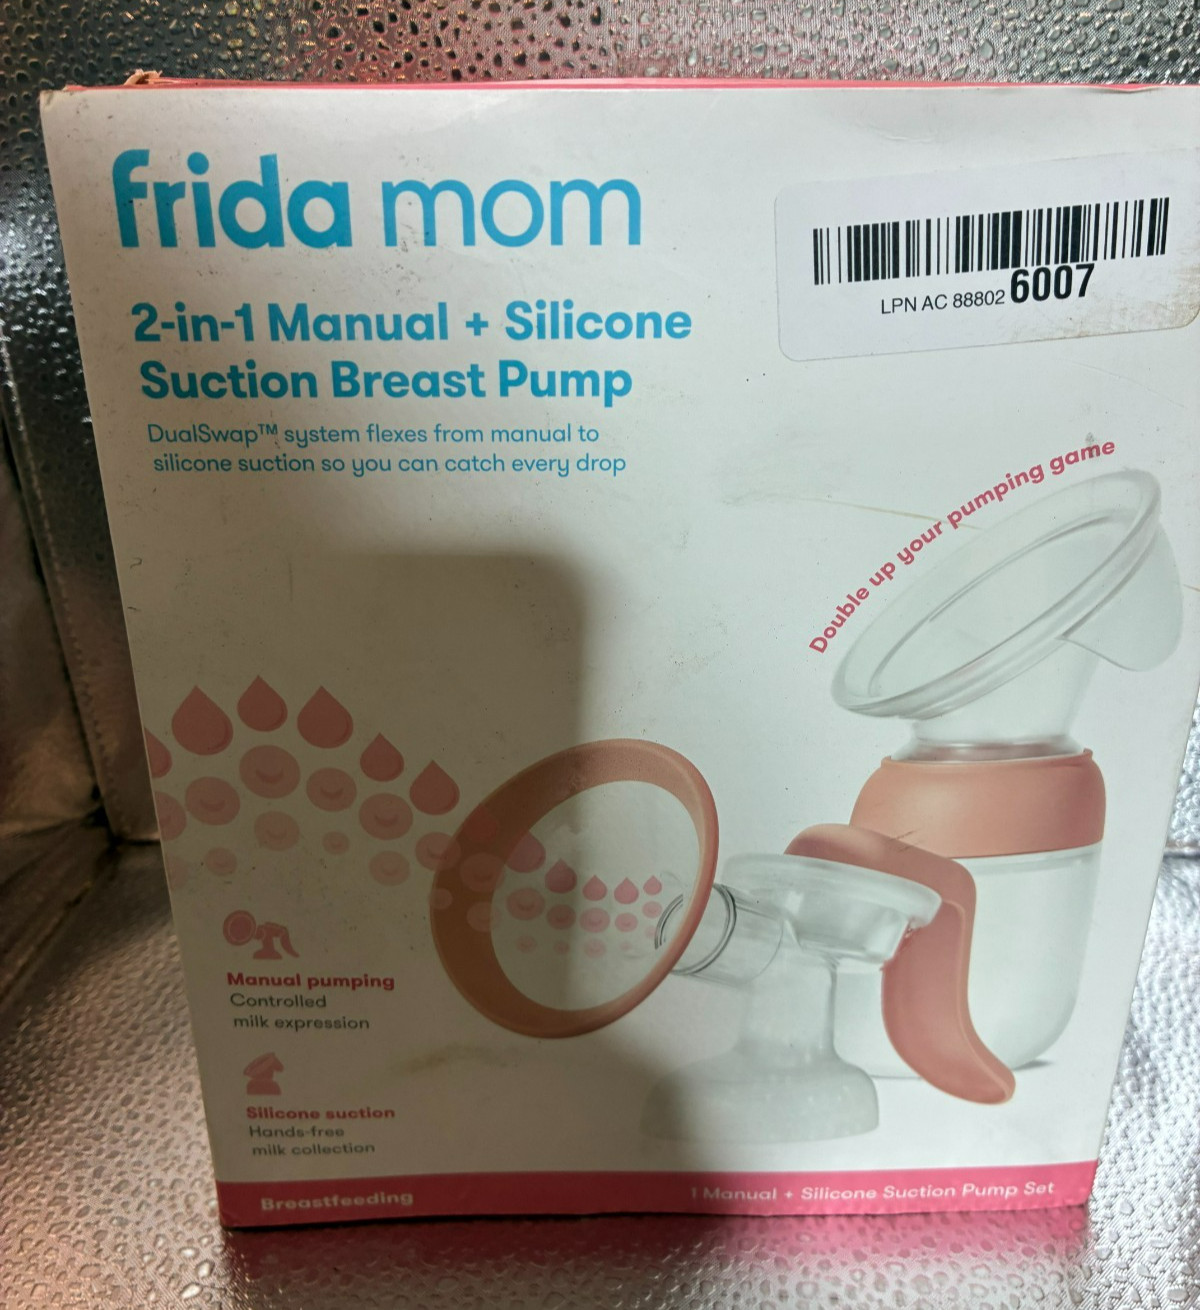 frida mom
LPN AC 88802 6007
2-in-1 Manual + Silicone
Suction Breast Pump
DualSwap™ system flexes from manual to
silicone suction so you can catch every drop
Double up your pumping game
Manual pumping
Controlled
milk expression
Silicone suction
Hands-free
milk collection
Breastfeeding
1 Manual + Silicone Suction Pump Set